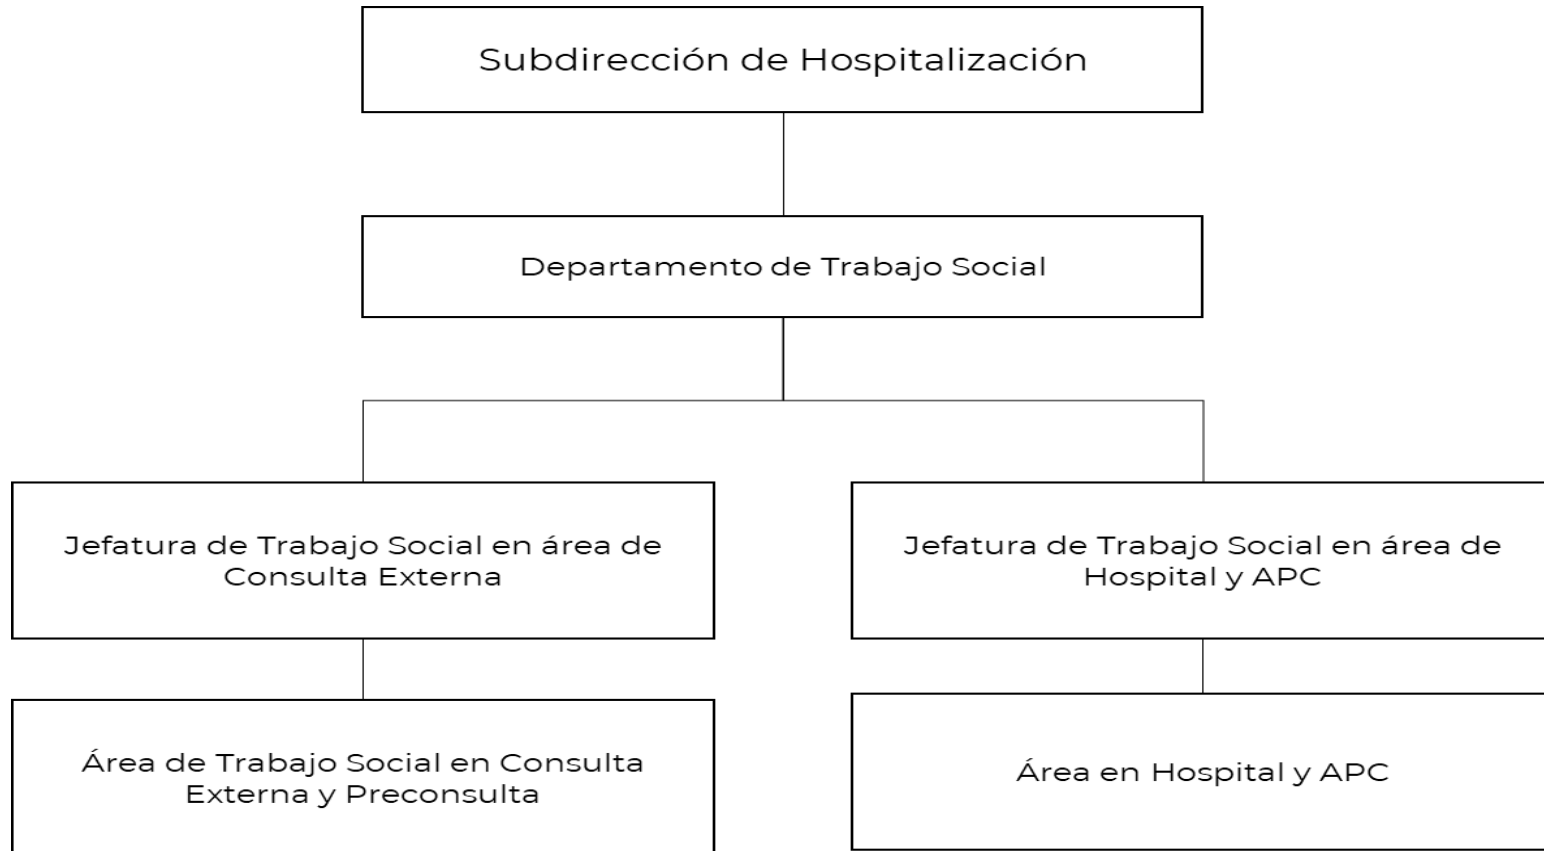 Subdirección de Hospitalización
Departamento de Trabajo Social
Jefatura de Trabajo Social en área de
Consulta Externa
Jefatura de Trabajo Social en área de
Hospital y APC
Área de Trabajo Social en Consulta
Externa y Preconsulta
Área en Hospital y APC